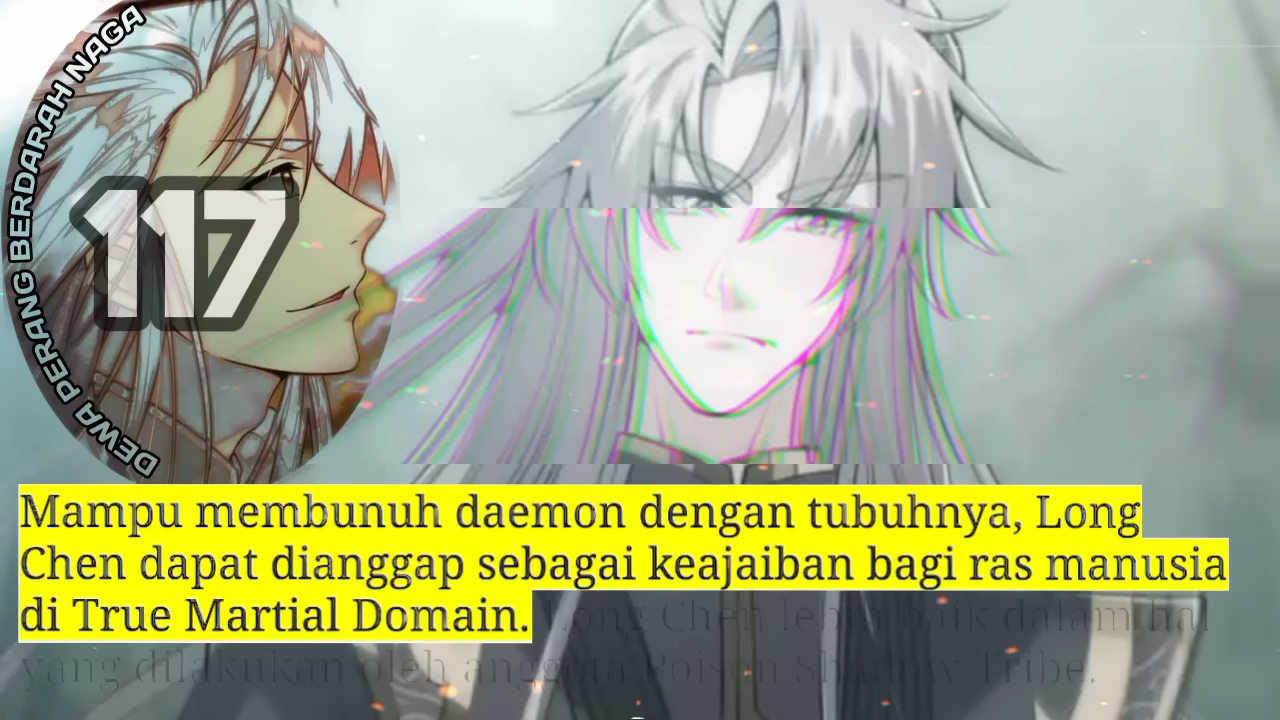 DEWA PERANG BERDARAH NAGA
117
Mampu membunuh daemon dengan tubuhnya, Long
Chen dapat dianggap sebagai keajaiban bagi ras manusia
di True Martial Domain. Long Chen lebih baik dalam hal
yang dilakukan oleh anggota Poison Shadow Tribe.